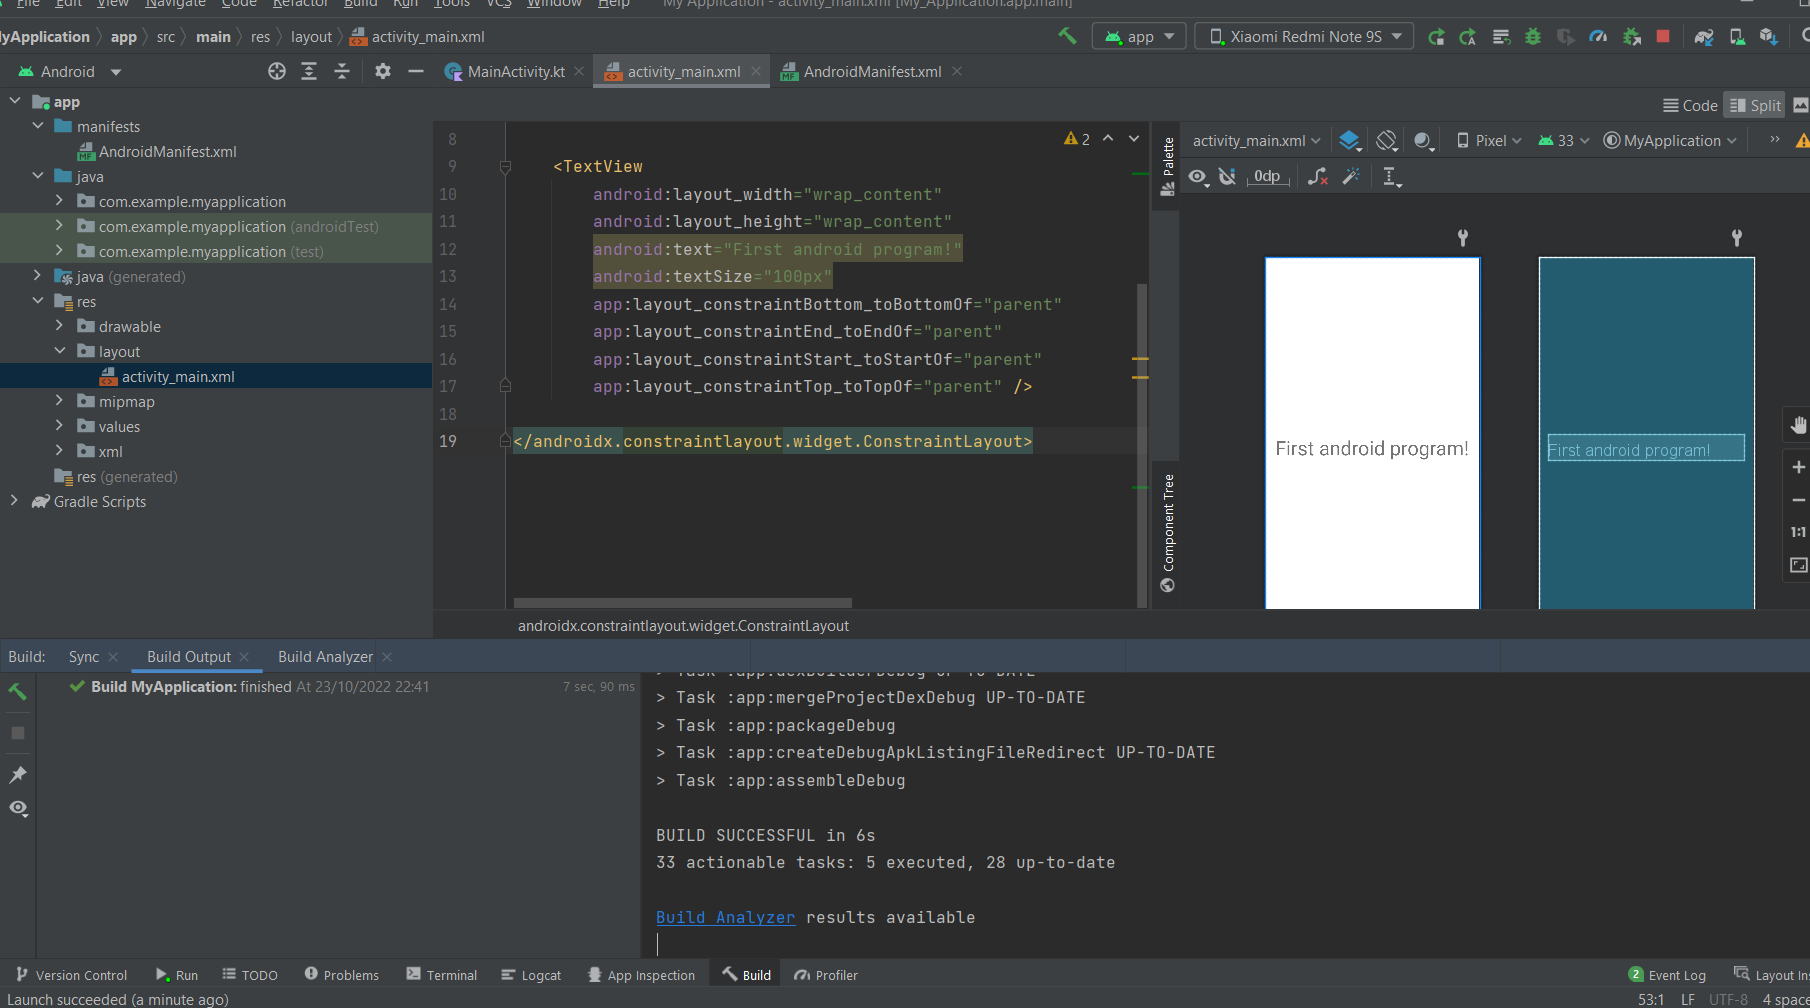 File Edit View Navigate Code Refactor Build Run Tools VCS Window Help My Application - activity_main.xml [My_Application.app.main]
MyApplication app src main res layout activity_main.xml app Xiaomi Redmi Note 9S
Android MainActivity.kt activity_main.xml AndroidManifest.xml
Code Split
app
manifests
AndroidManifest.xml
java
com.example.myapplication
com.example.myapplication (androidTest)
com.example.myapplication (test)
java (generated)
res
drawable
layout
activity_main.xml
mipmap
values
xml
res (generated)
Gradle Scripts
8
9 <TextView
10 android:layout_width="wrap_content"
11 android:layout_height="wrap_content"
12 android:text="First android program!"
13 android:textSize="100px"
14 app:layout_constraintBottom_toBottomOf="parent"
15 app:layout_constraintEnd_toEndOf="parent"
16 app:layout_constraintStart_toStartOf="parent"
17 app:layout_constraintTop_toTopOf="parent" />
18
19 </androidx.constraintlayout.widget.ConstraintLayout>
2
androidx.constraintlayout.widget.ConstraintLayout
Palette
Component Tree
activity_main.xml Pixel 33 MyApplication
0dp
First android program!
First android program!
1:1
Build: Sync Build Output Build Analyzer
Build MyApplication: finished At 23/10/2022 22:41 7 sec, 90 ms
> Task :app:dexBuilderDebug UP-TO-DATE
> Task :app:mergeProjectDexDebug UP-TO-DATE
> Task :app:packageDebug
> Task :app:createDebugApkListingFileRedirect UP-TO-DATE
> Task :app:assembleDebug
BUILD SUCCESSFUL in 6s
33 actionable tasks: 5 executed, 28 up-to-date
Build Analyzer results available
Version Control Run TODO Problems Terminal Logcat App Inspection Build Profiler 2 Event Log Layout Ins
Launch succeeded (a minute ago) 53:1 LF UTF-8 4 space